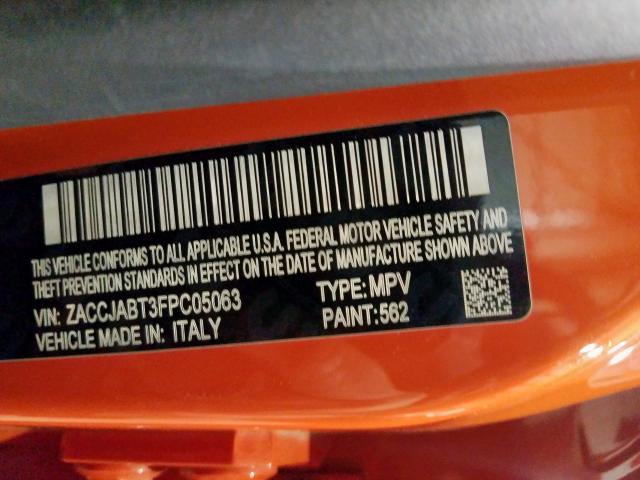 THIS VEHICLE CONFORMS TO ALL APPLICABLE U.S.A. FEDERAL MOTOR VEHICLE SAFETY AND
THEFT PREVENTION STANDARDS IN EFFECT ON THE DATE OF MANUFACTURE SHOWN ABOVE
VIN: ZACCJABT3FPC05063 TYPE: MPV
VEHICLE MADE IN: ITALY PAINT: 562